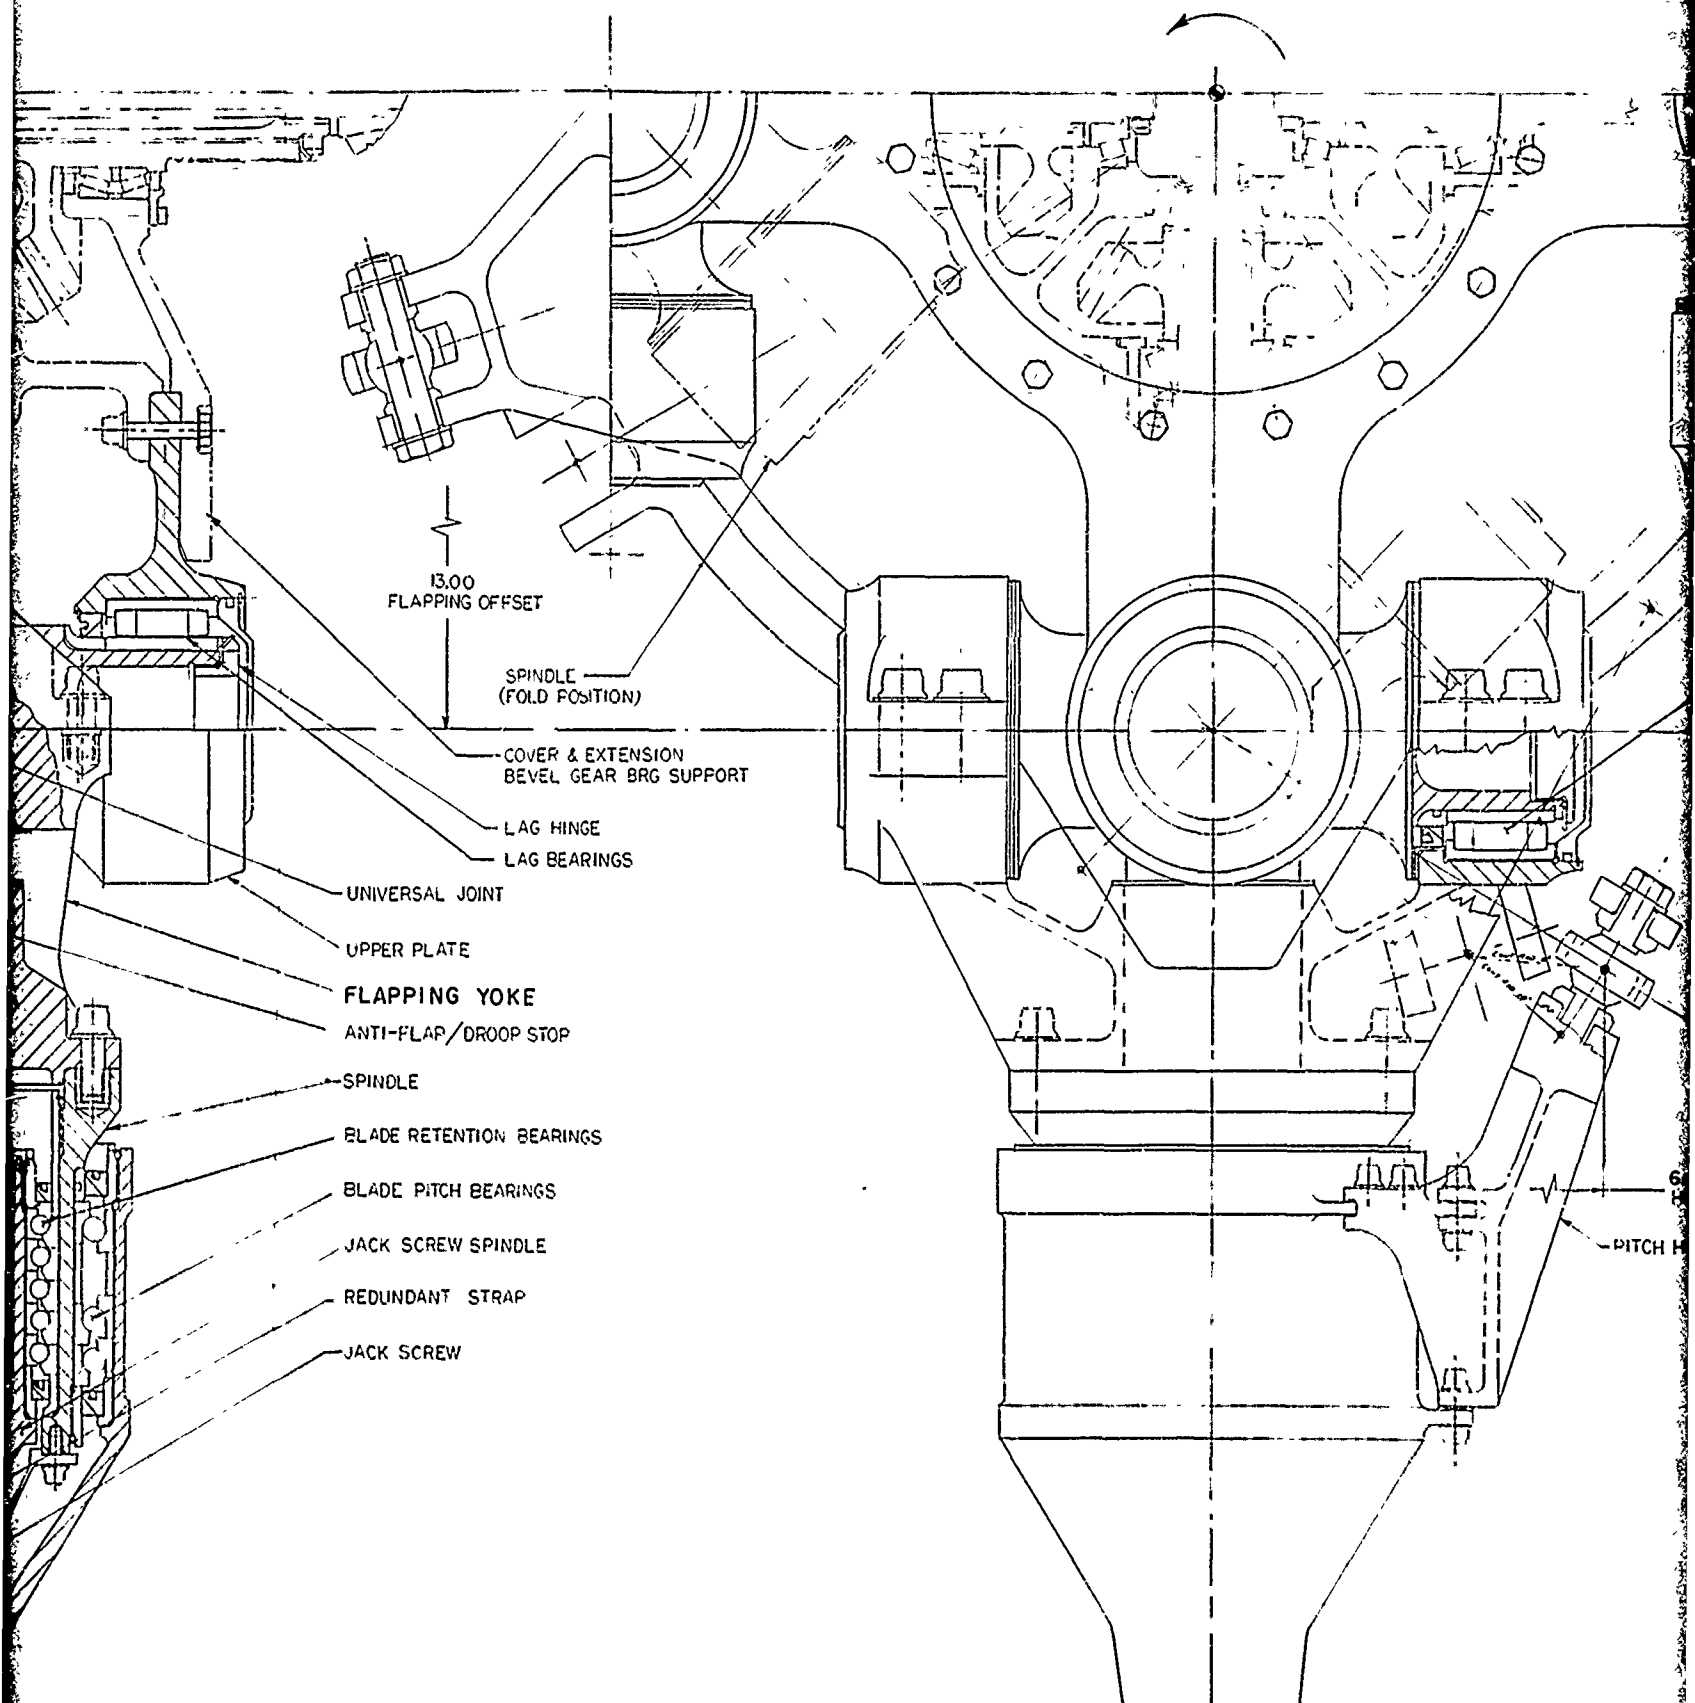 13.00
FLAPPING OFFSET
SPINDLE
(FOLD POSITION)
COVER & EXTENSION
BEVEL GEAR BRG SUPPORT
LAG HINGE
LAG BEARINGS
UNIVERSAL JOINT
UPPER PLATE
FLAPPING YOKE
ANTI-FLAP/DROOP STOP
SPINDLE
BLADE RETENTION BEARINGS
BLADE PITCH BEARINGS
JACK SCREW SPINDLE
REDUNDANT STRAP
JACK SCREW
PITCH H